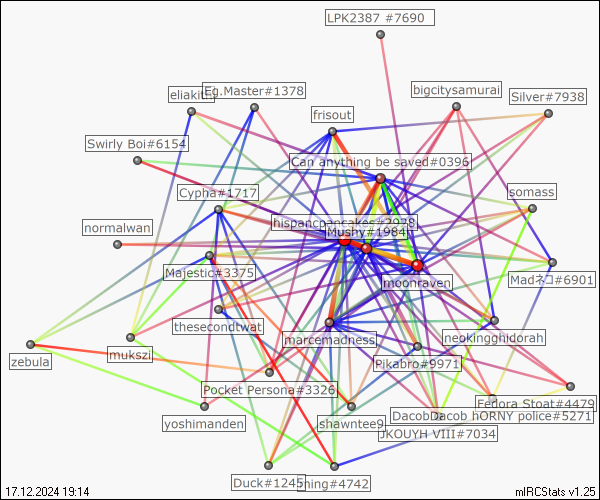 LPK2387 #7690
bigcitysamurai
Eg.Master#1378
eliakith
Silver#7938
frisout
Swirly Boi#6154
Can anything be saved#0396
Cypha#1717
somass
hispancpancakes#2978
Mushy#1984
normalwan
Majestic#3375
moonraven
Madネコ#6901
thesecondtwat
marcemadness
neokingghidorah
zebula
mukszi
Pikabro#9971
Pocket Persona#3326
Fedora Stoat#4479
DacobDacob
hORNY police#5271
yoshimanden
shawntee9
JKOUYH VIII#7034
Duck#1245
hing#4742
17.12.2024 19:14
mIRCStats v1.25